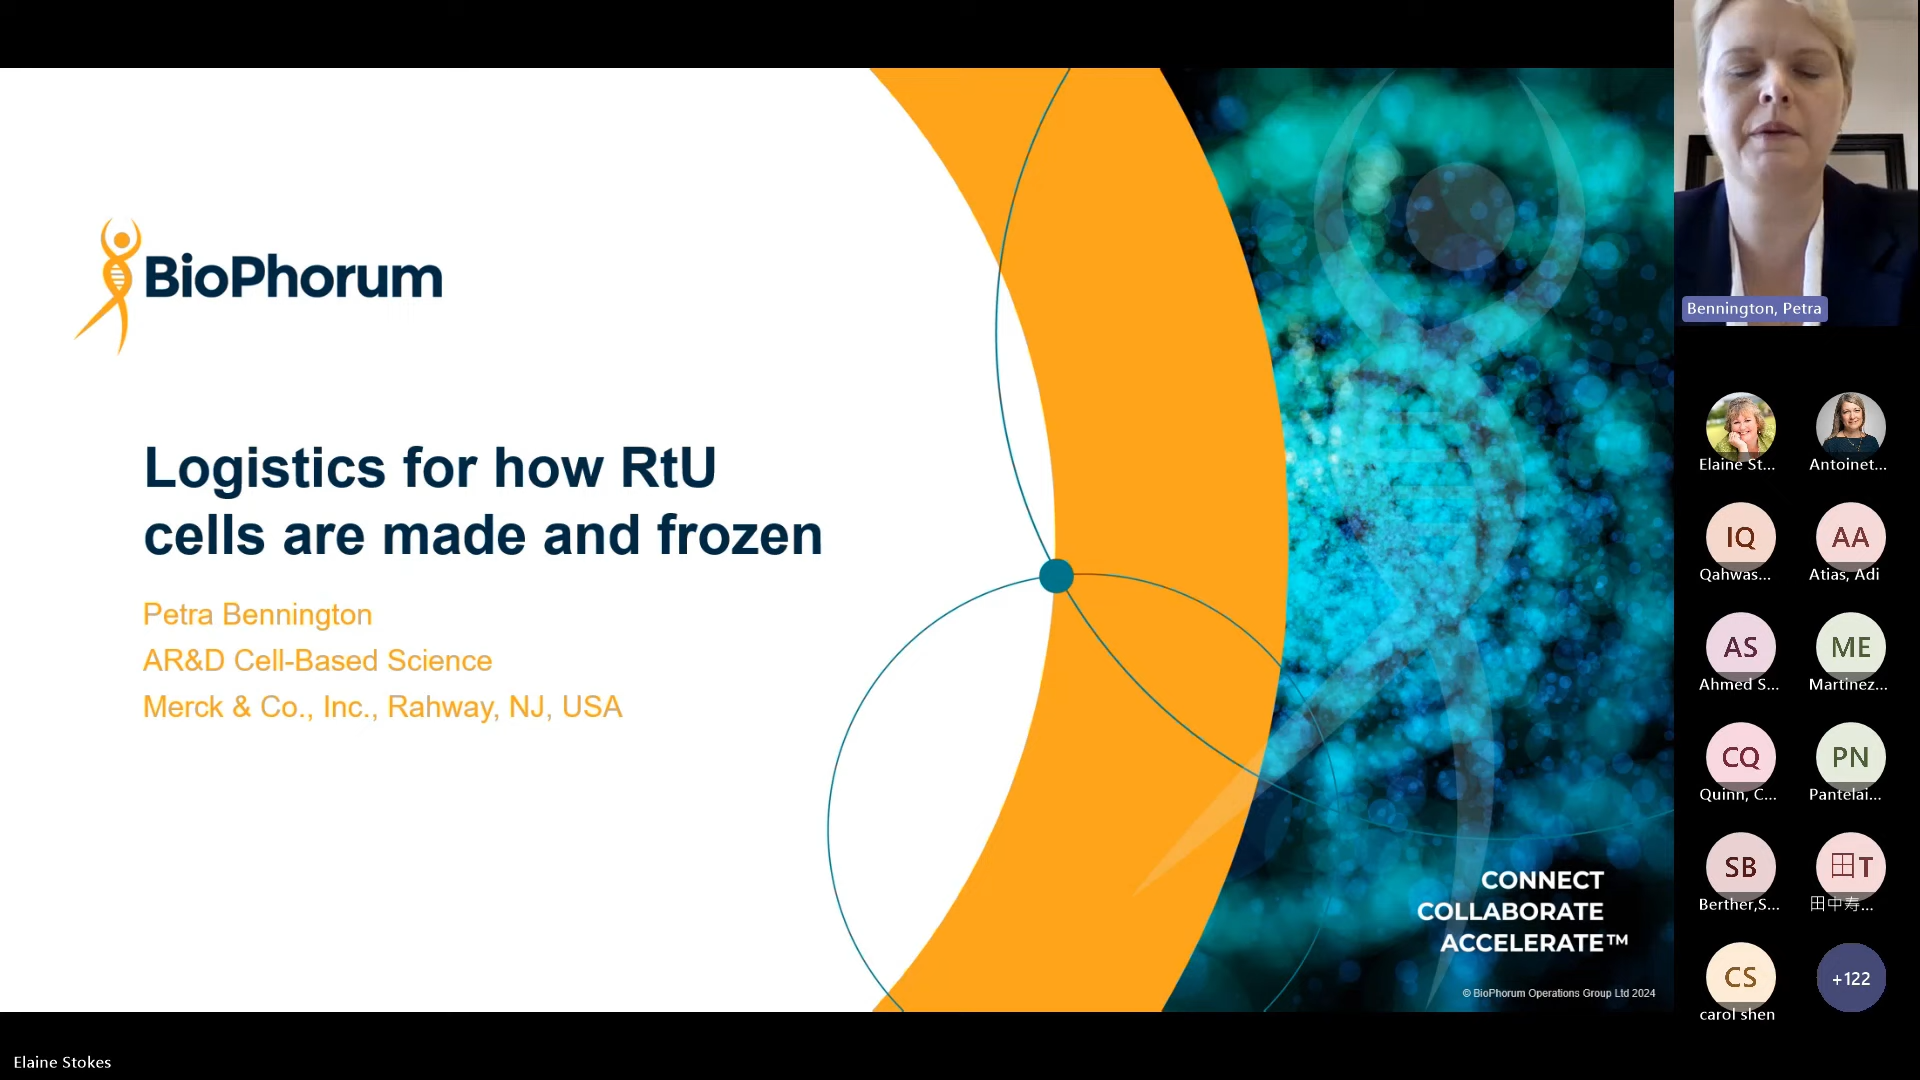 BioPhorum
Logistics for how RtU
cells are made and frozen
Petra Bennington
AR&D Cell-Based Science
Merck & Co., Inc., Rahway, NJ, USA
CONNECT
COLLABORATE
ACCELERATE™
© BioPhorum Operations Group Ltd 2024
Elaine Stokes
Bennington, Petra
Elaine St...
Antoinet...
IQ
Qahwas...
AA
Atias, Adi
AS
Ahmed S...
ME
Martinez...
CQ
Quinn, C...
PN
Pantelai...
SB
Berther,S...
田T
田中寿...
CS
carol shen
+122